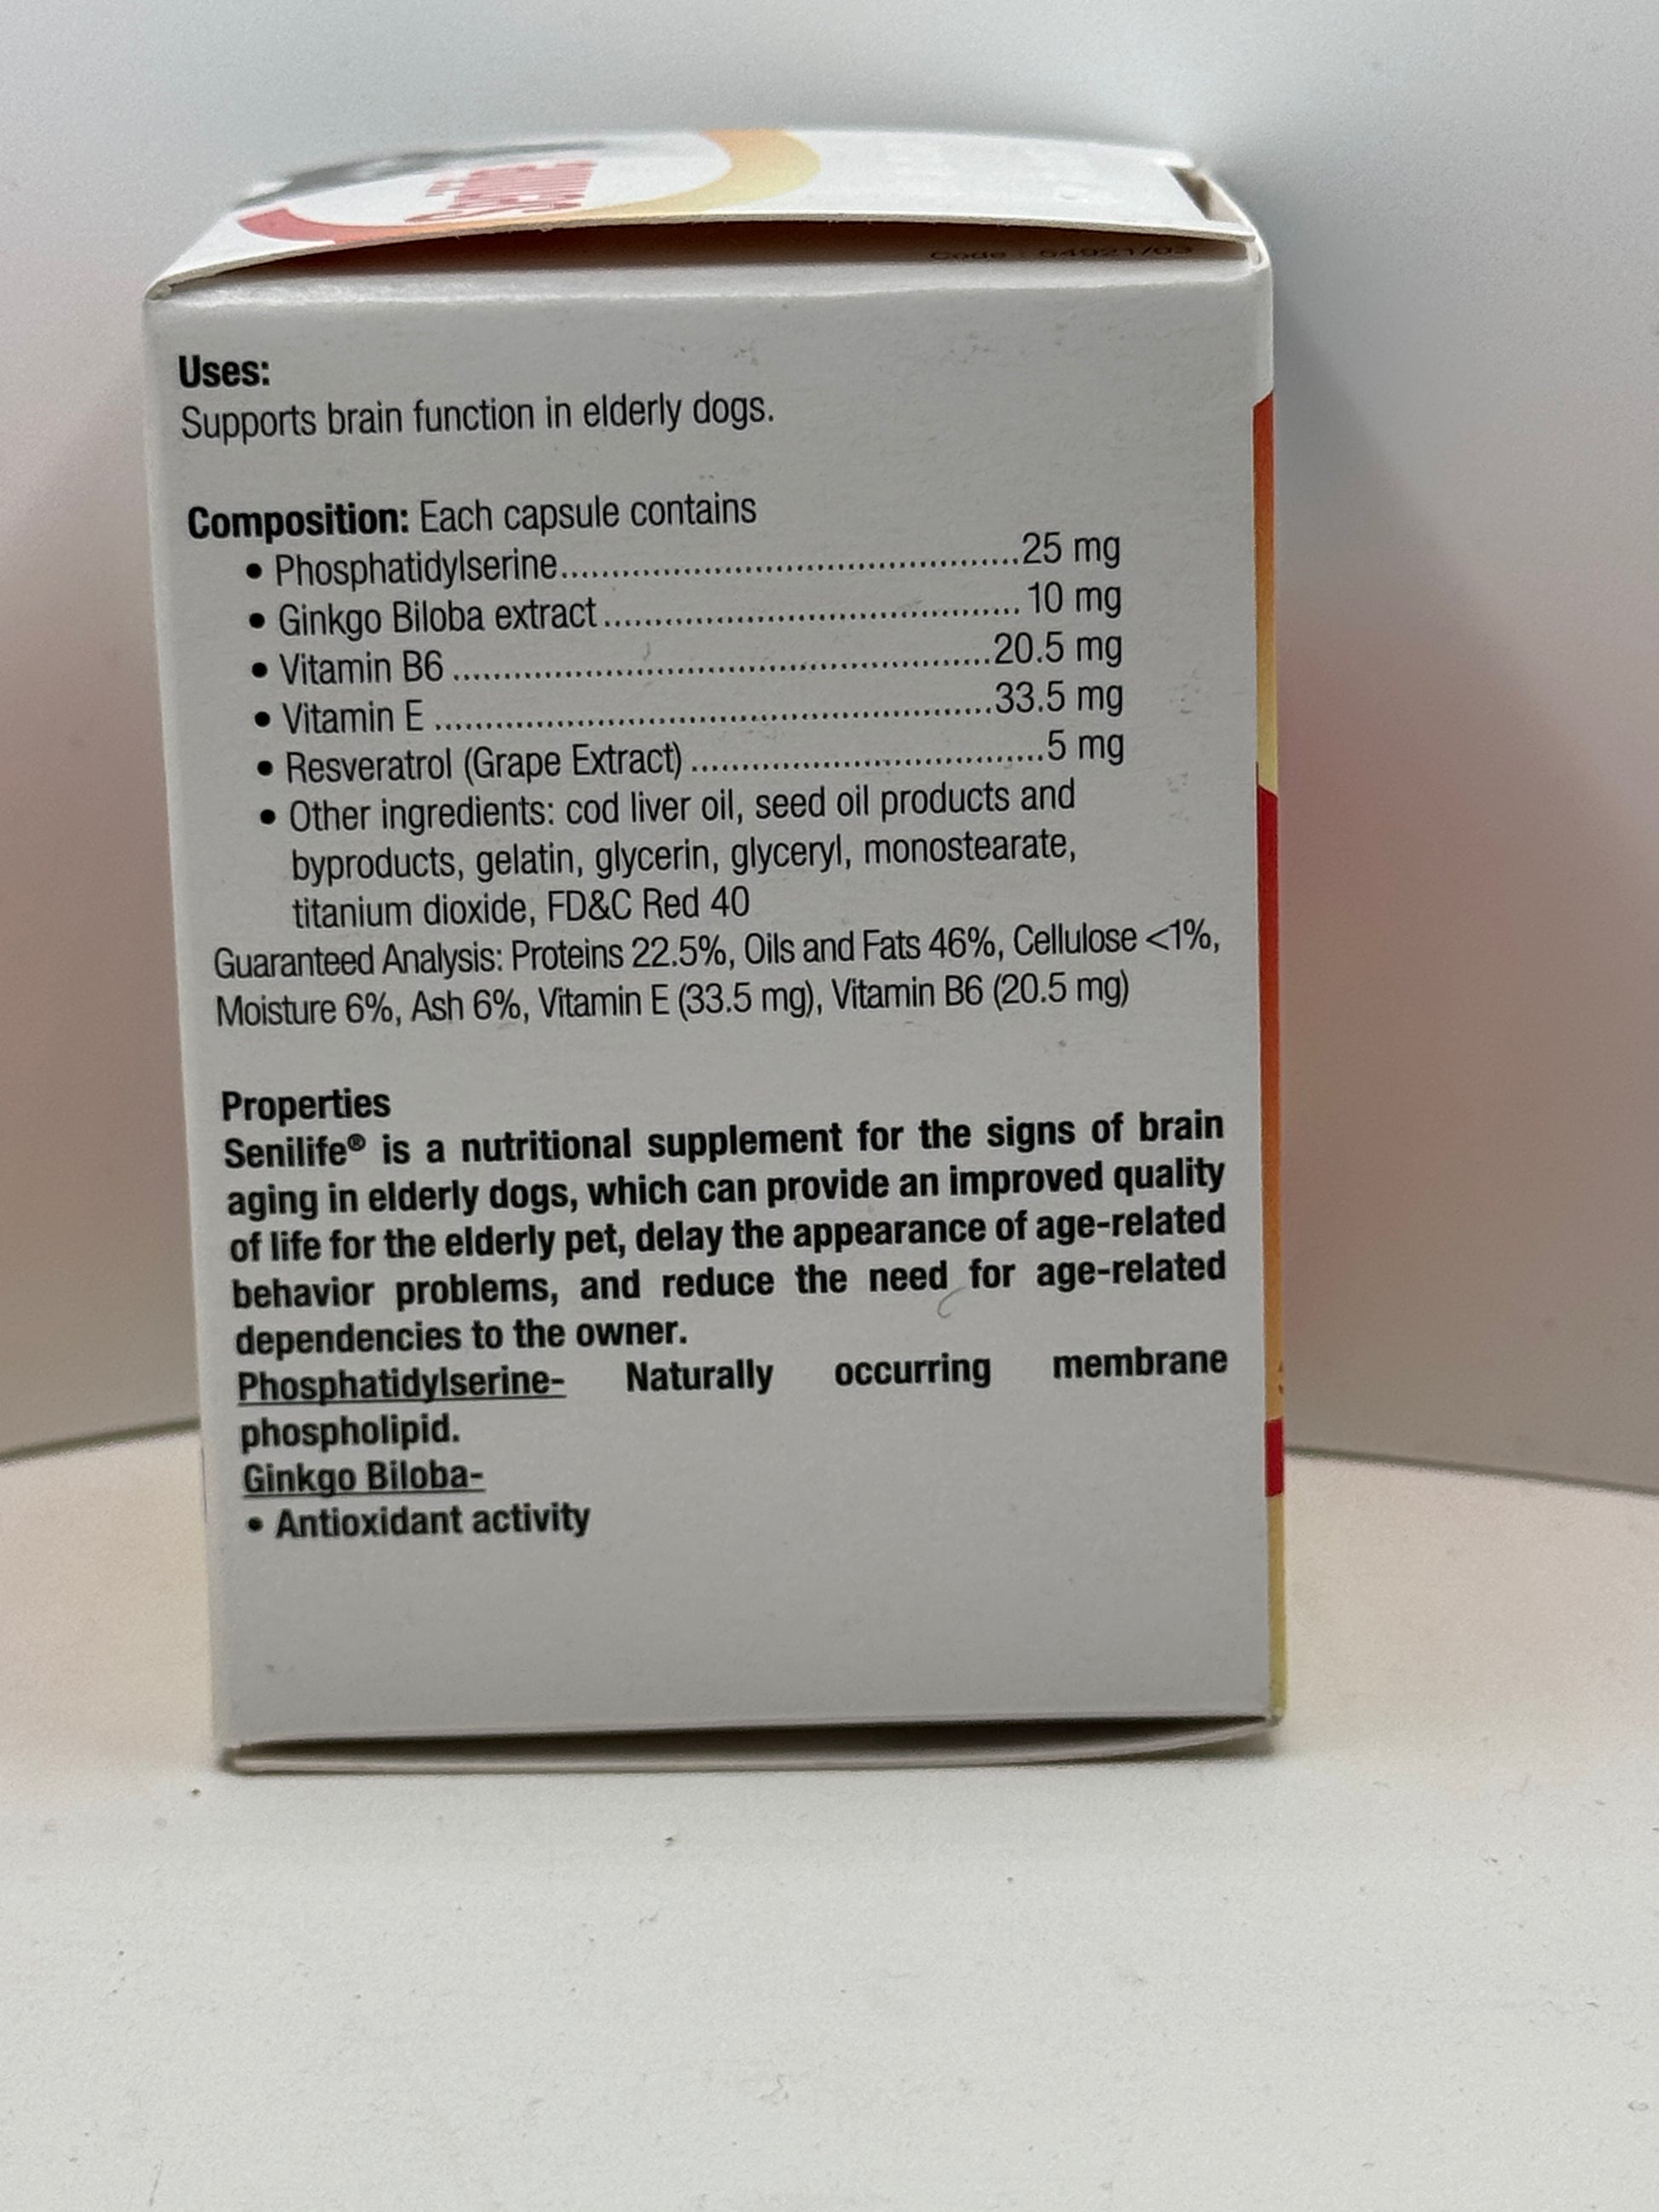 Senilife
Code : 54921/03
Uses:
Supports brain function in elderly dogs.
Composition: Each capsule contains
• Phosphatidylserine..............................................25 mg
• Ginkgo Biloba extract.......................................... 10 mg
• Vitamin B6 ......................................................20.5 mg
• Vitamin E ........................................................33.5 mg
• Resveratrol (Grape Extract) ...................................5 mg
• Other ingredients: cod liver oil, seed oil products and
byproducts, gelatin, glycerin, glyceryl, monostearate,
titanium dioxide, FD&C Red 40
Guaranteed Analysis: Proteins 22.5%, Oils and Fats 46%, Cellulose <1%,
Moisture 6%, Ash 6%, Vitamin E (33.5 mg), Vitamin B6 (20.5 mg)
Properties
Senilife® is a nutritional supplement for the signs of brain
aging in elderly dogs, which can provide an improved quality
of life for the elderly pet, delay the appearance of age-related
behavior problems, and reduce the need for age-related
dependencies to the owner.
Phosphatidylserine- Naturally occurring membrane
phospholipid.
Ginkgo Biloba-
• Antioxidant activity